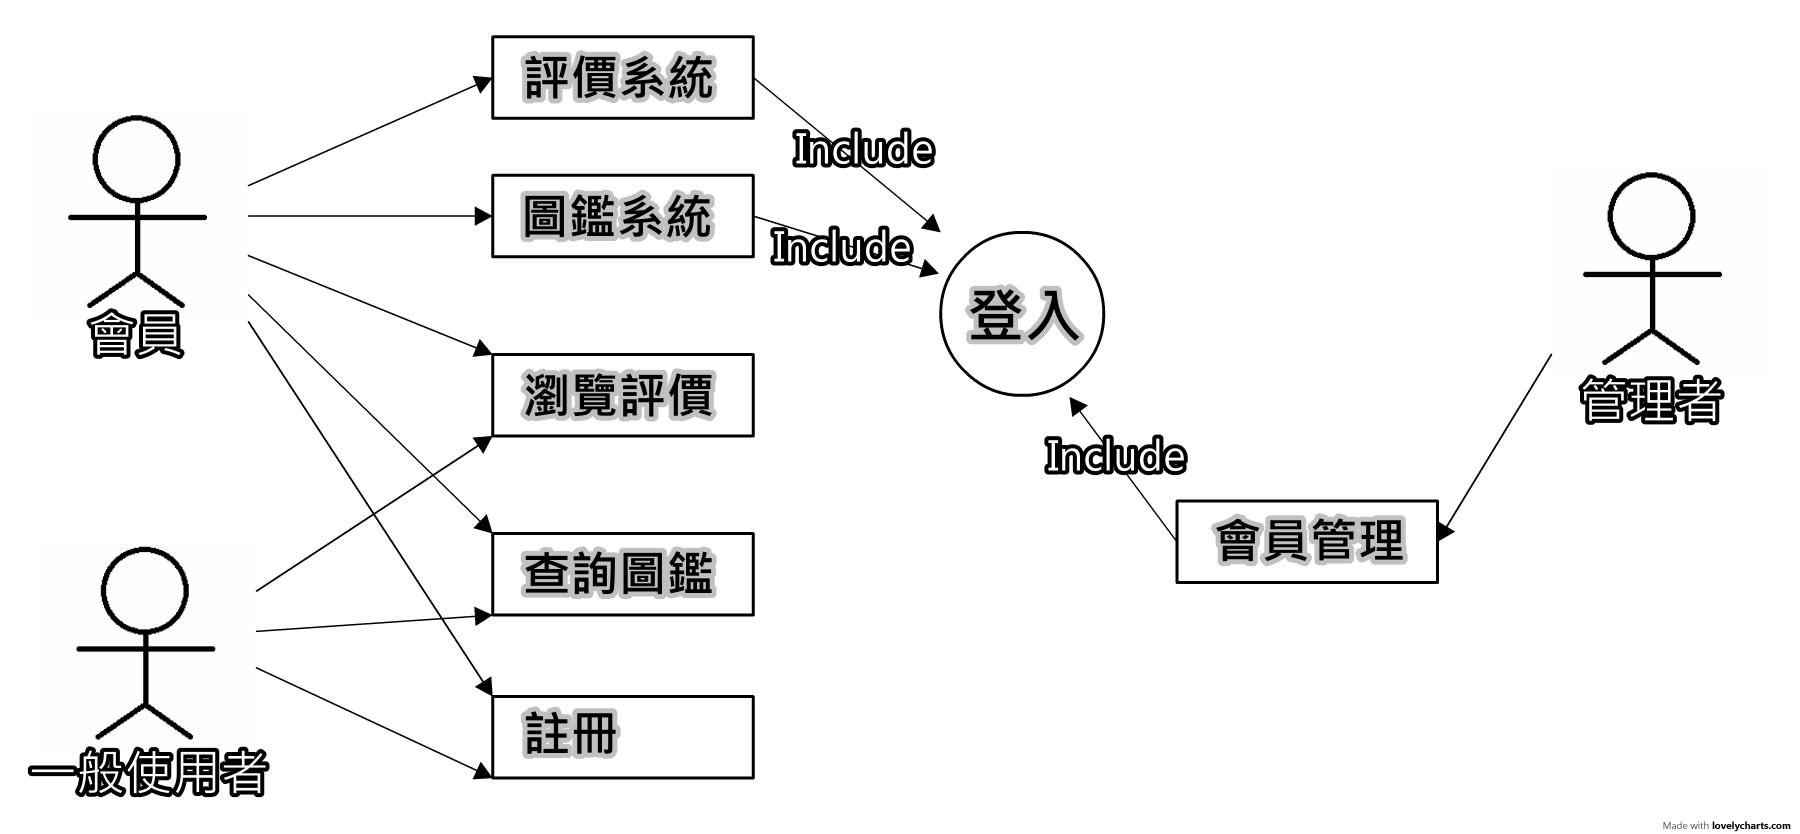 評價系統
Include
圖鑑系統
Include
登入
會員
管理者
瀏覽評價
Include
會員管理
查詢圖鑑
註冊
一般使用者
Made with lovelycharts.com